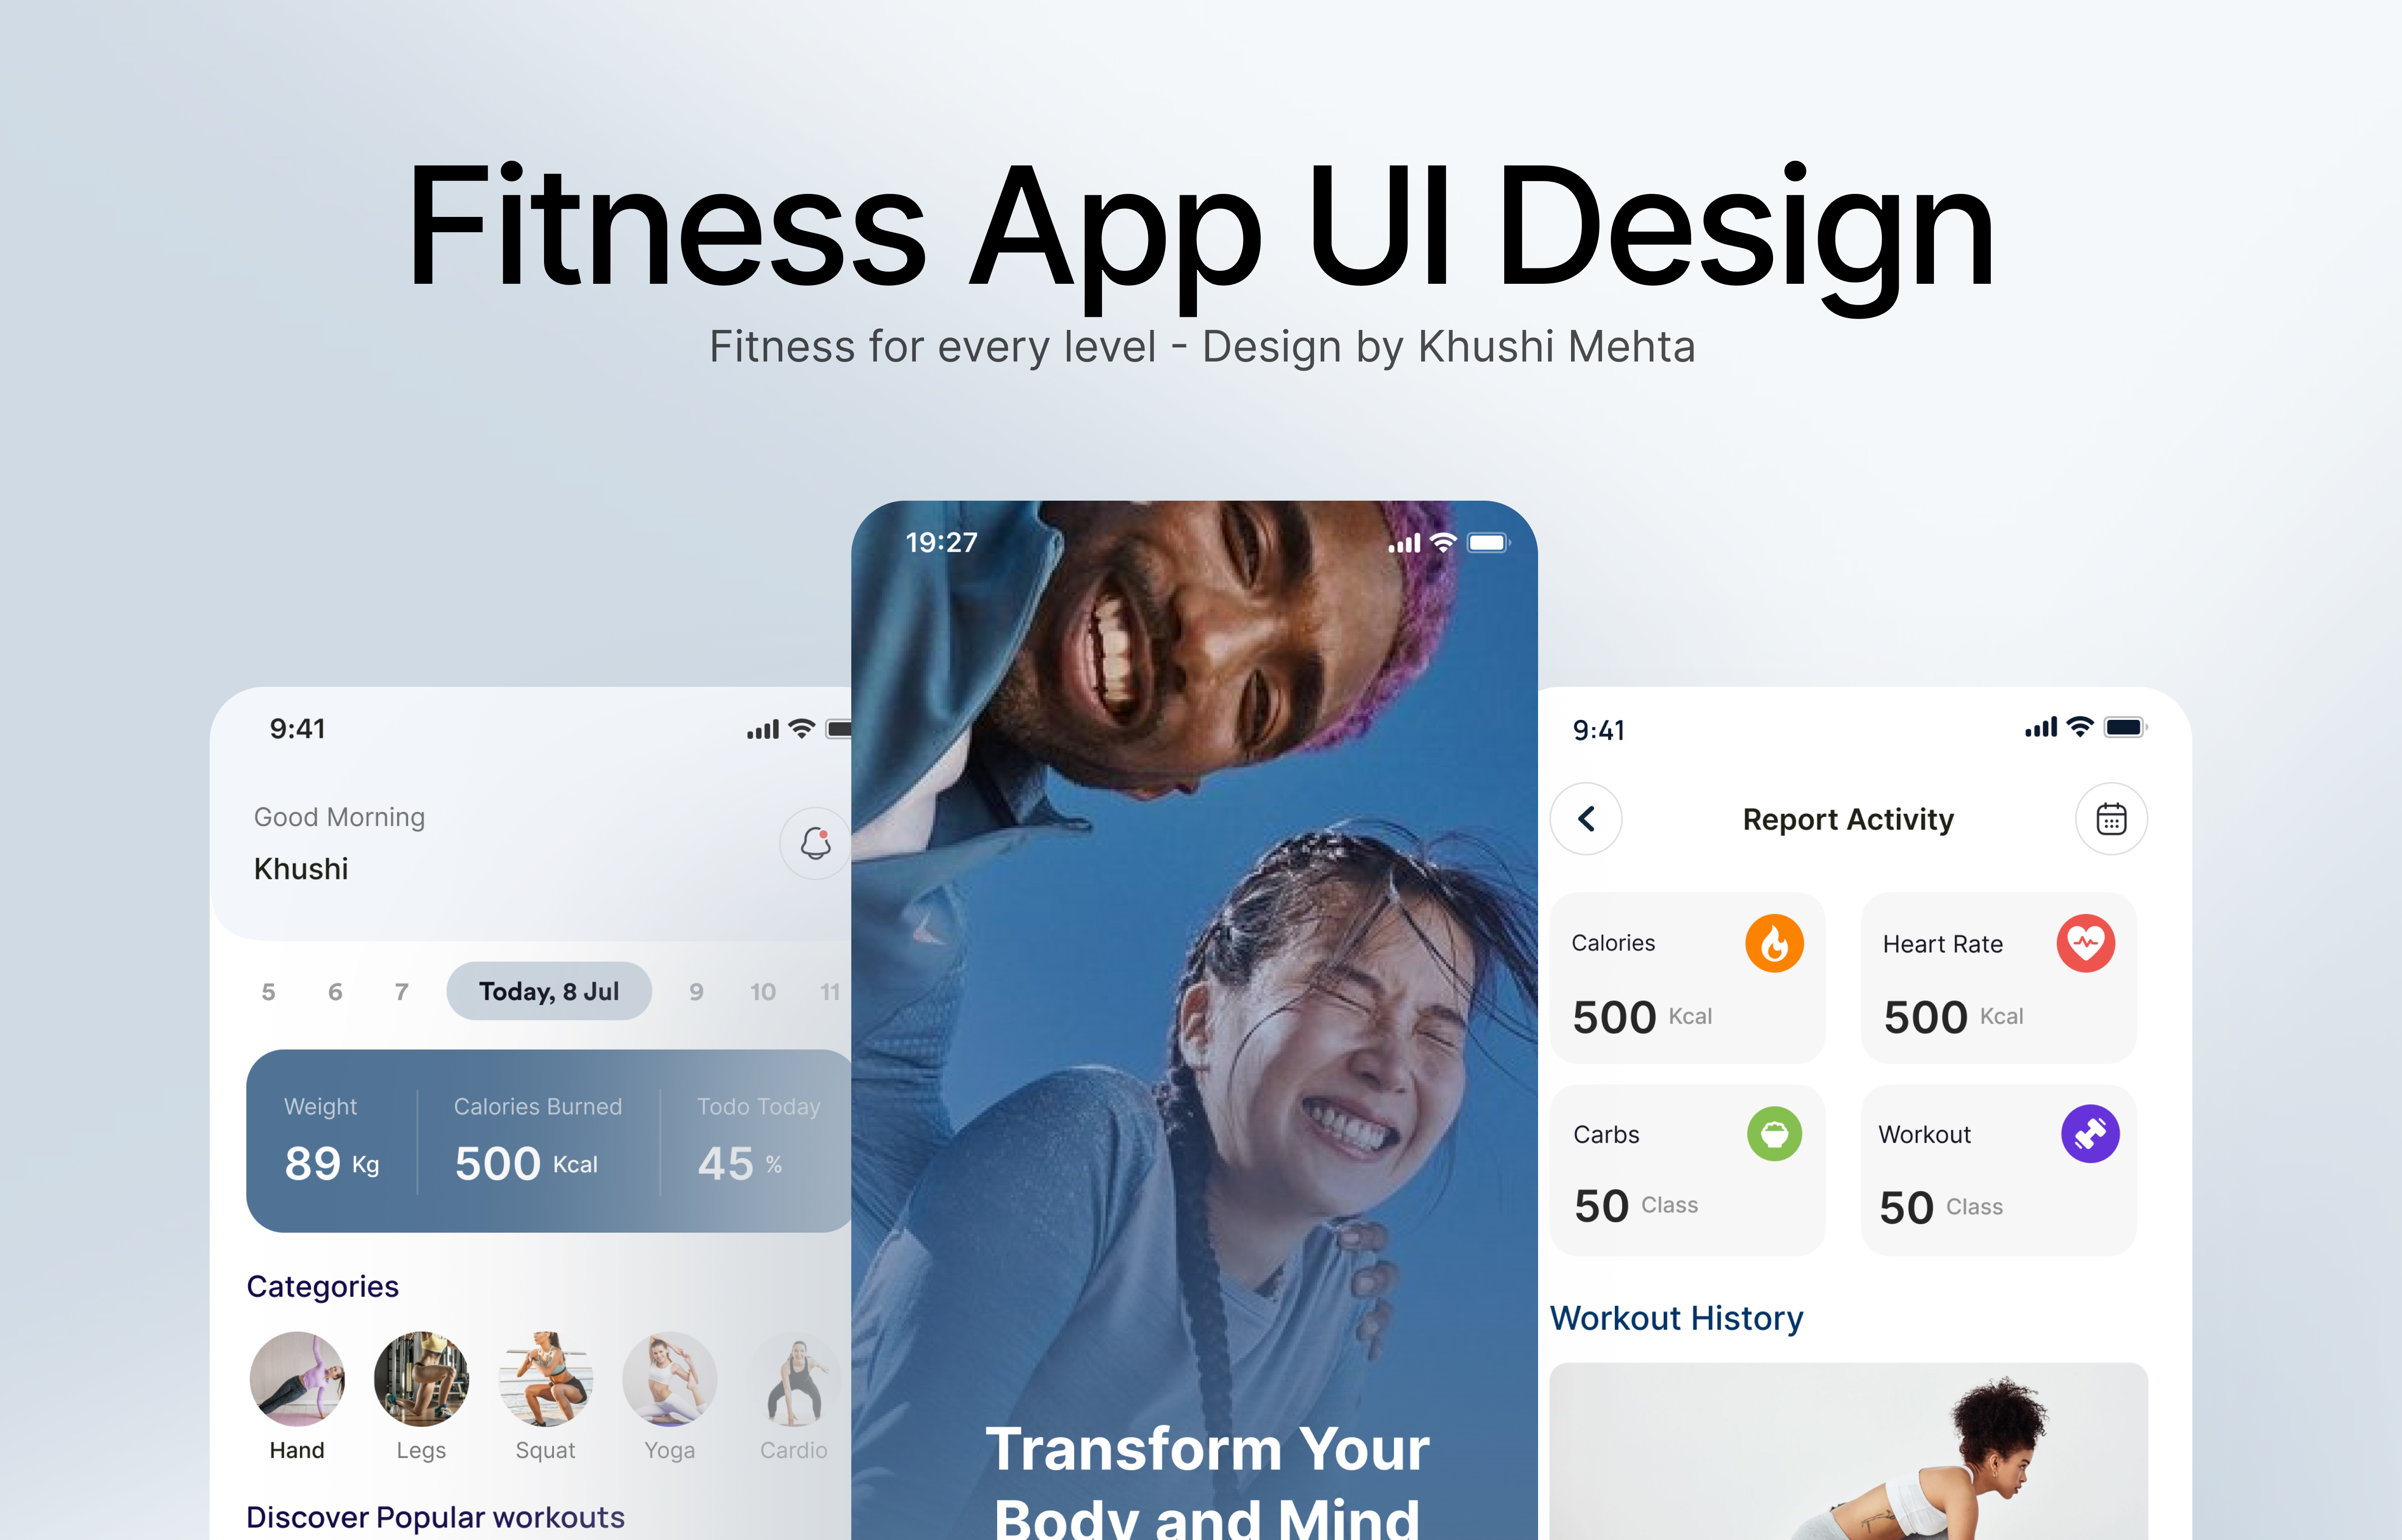 Fitness App UI Design
Fitness for every level - Design by Khushi Mehta
9:41
Good Morning
Khushi
5 6 7 Today, 8 Jul 9 10 11
Weight Calories Burned Todo Today
89 Kg 500 Kcal 45 %
Categories
Hand Legs Squat Yoga Cardio
Discover Popular workouts
19:27
Transform Your
Body and Mind
9:41
Report Activity
Calories Heart Rate
500 Kcal 500 Kcal
Carbs Workout
50 Class 50 Class
Workout History